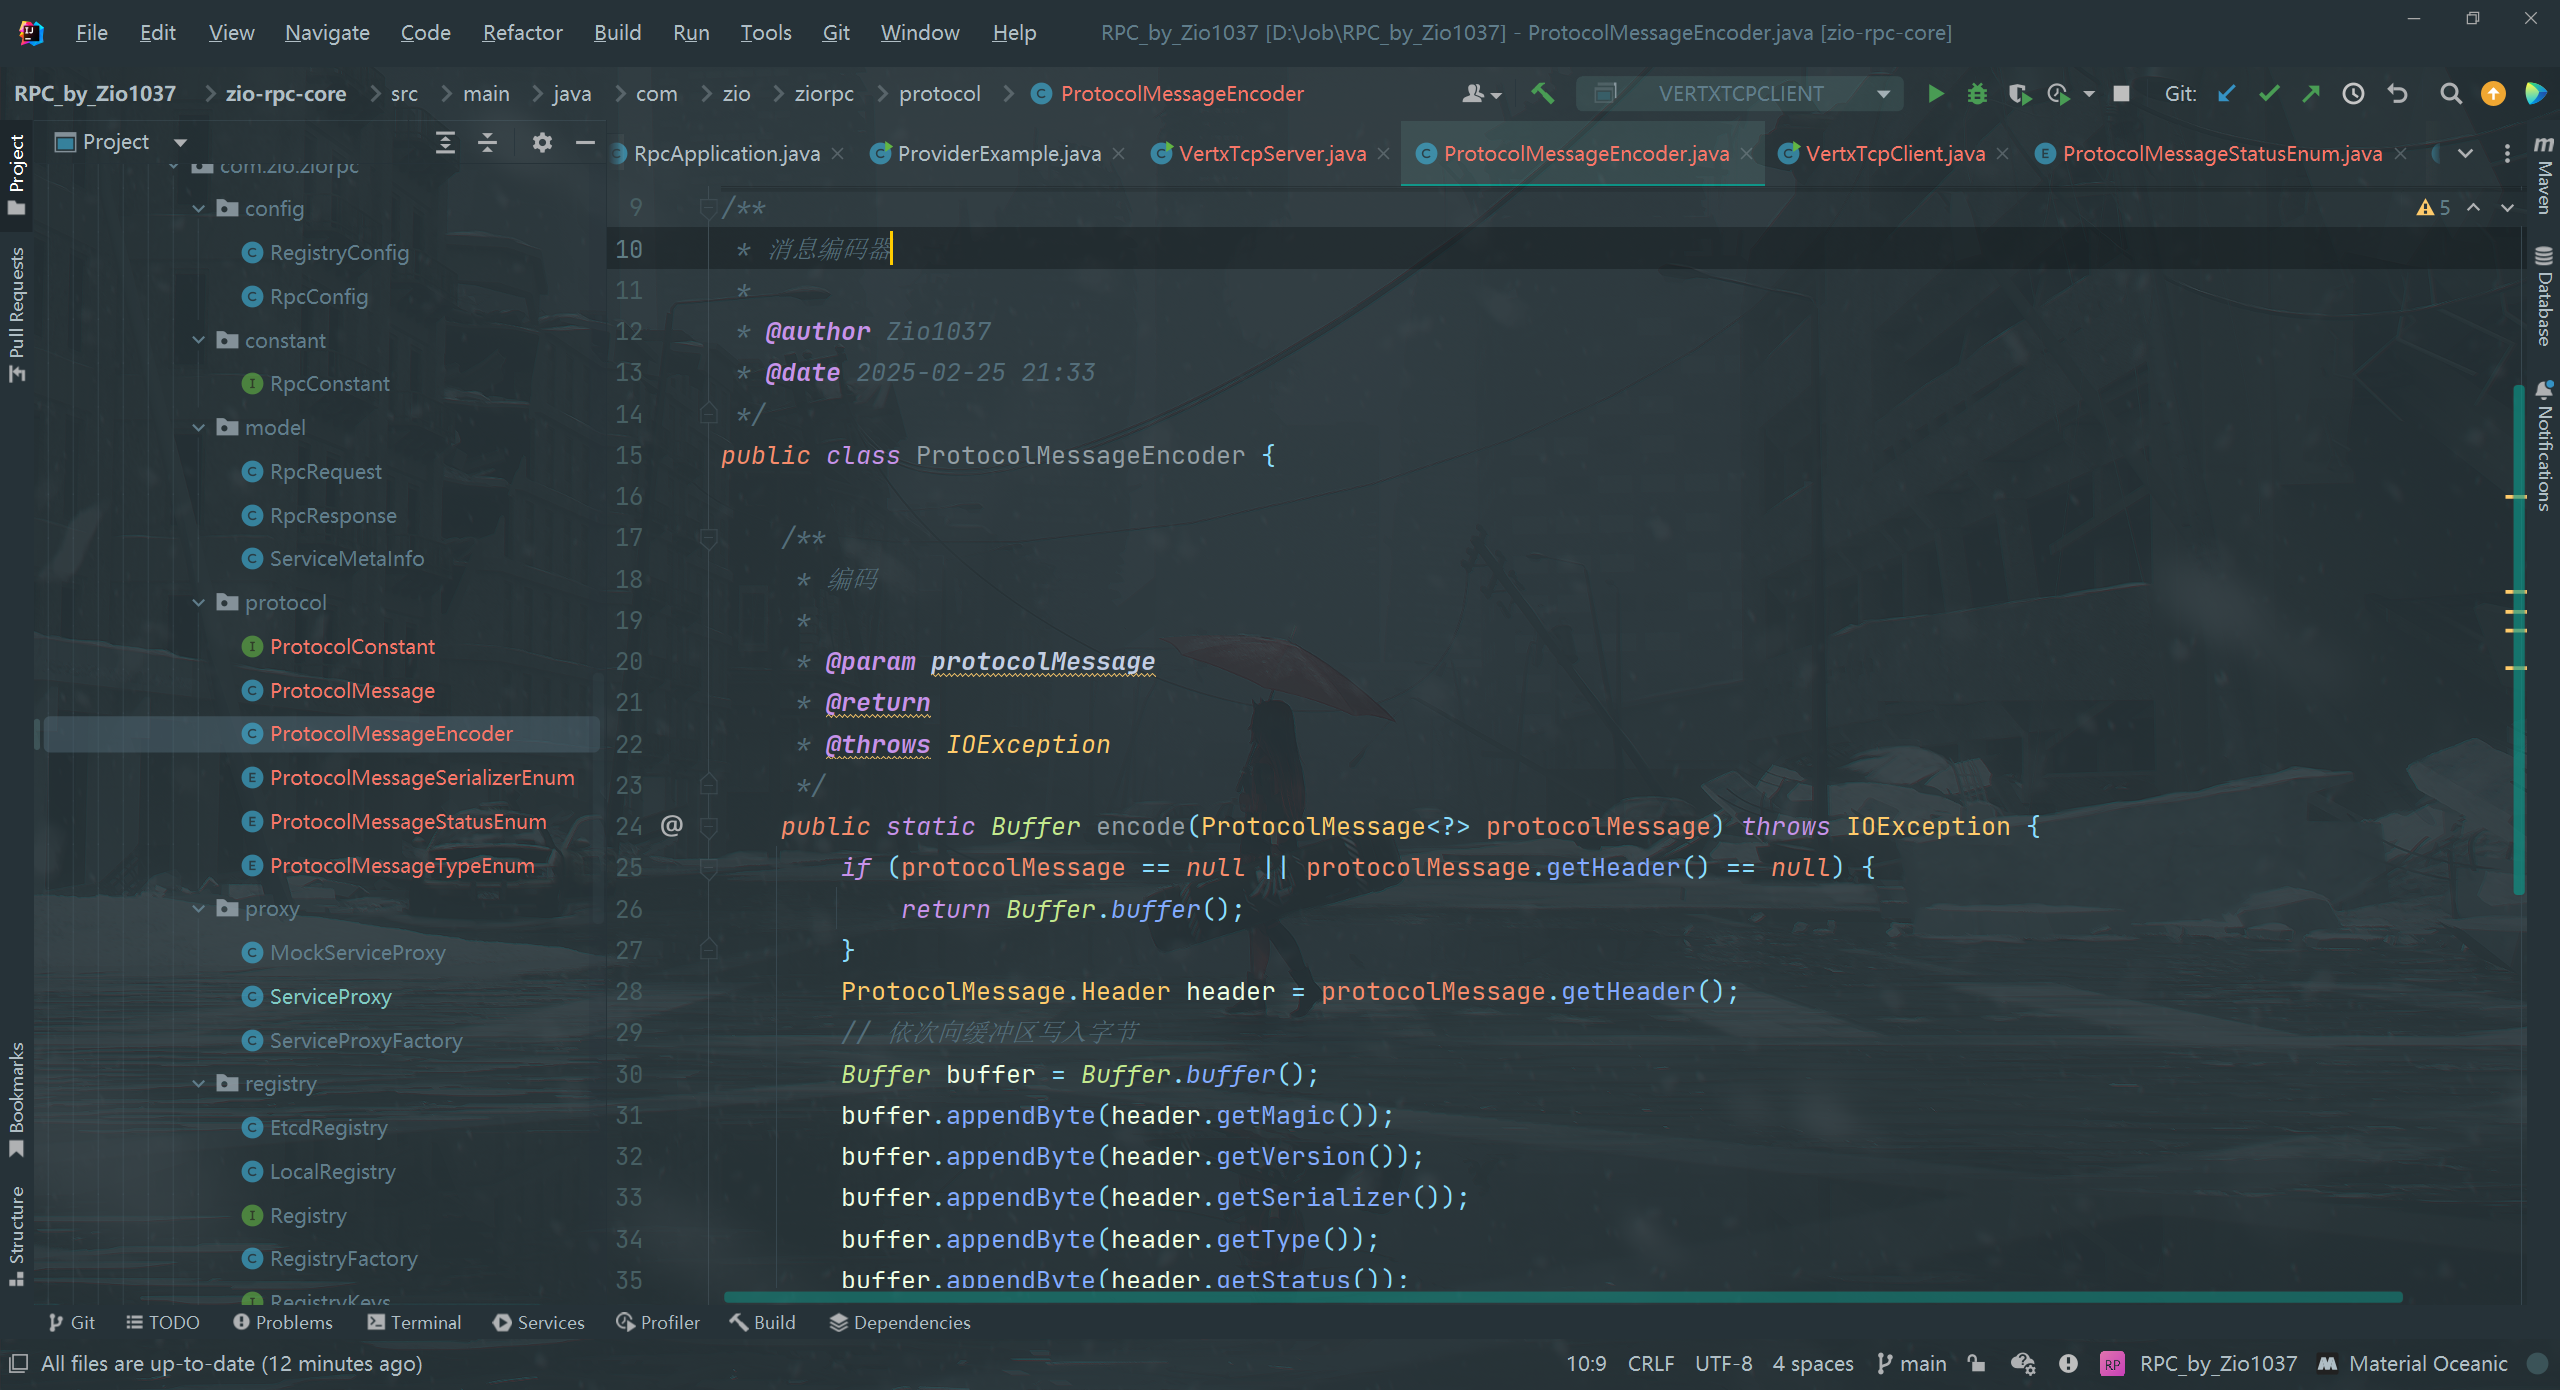 File Edit View Navigate Code Refactor Build Run Tools Git Window Help RPC_by_Zio1037 [D:\Job\RPC_by_Zio1037] - ProtocolMessageEncoder.java [zio-rpc-core]
RPC_by_Zio1037 zio-rpc-core src main java com zio ziorpc protocol ProtocolMessageEncoder VERTXTCPCLIENT Git:
Project
RpcApplication.java ProviderExample.java VertxTcpServer.java ProtocolMessageEncoder.java VertxTcpClient.java ProtocolMessageStatusEnum.java
Project
Pull Requests
Bookmarks
Structure
com.zio.ziorpc
config
RegistryConfig
RpcConfig
constant
RpcConstant
model
RpcRequest
RpcResponse
ServiceMetaInfo
protocol
ProtocolConstant
ProtocolMessage
ProtocolMessageEncoder
ProtocolMessageSerializerEnum
ProtocolMessageStatusEnum
ProtocolMessageTypeEnum
proxy
MockServiceProxy
ServiceProxy
ServiceProxyFactory
registry
EtcdRegistry
LocalRegistry
Registry
RegistryFactory
RegistryKeys
5
9 /**
10 * 消息编码器
11 *
12 * @author Zio1037
13 * @date 2025-02-25 21:33
14 */
15 public class ProtocolMessageEncoder {
16
17 /**
18 * 编码
19 *
20 * @param protocolMessage
21 * @return
22 * @throws IOException
23 */
24 @ public static Buffer encode(ProtocolMessage<?> protocolMessage) throws IOException {
25 if (protocolMessage == null || protocolMessage.getHeader() == null) {
26 return Buffer.buffer();
27 }
28 ProtocolMessage.Header header = protocolMessage.getHeader();
29 // 依次向缓冲区写入字节
30 Buffer buffer = Buffer.buffer();
31 buffer.appendByte(header.getMagic());
32 buffer.appendByte(header.getVersion());
33 buffer.appendByte(header.getSerializer());
34 buffer.appendByte(header.getType());
35 buffer.appendByte(header.getStatus());
Maven
Database
Notifications
Git TODO Problems Terminal Services Profiler Build Dependencies
All files are up-to-date (12 minutes ago) 10:9 CRLF UTF-8 4 spaces main RP RPC_by_Zio1037 Material Oceanic